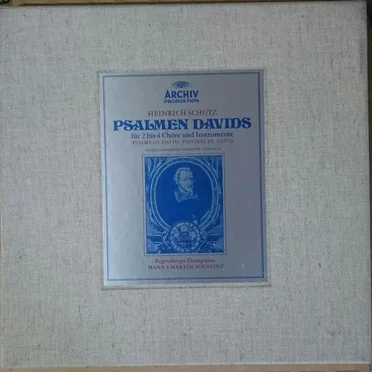 ARCHIV
PRODUKTION
HEINRICH SCHÜTZ
PSALMEN DAVIDS
für 2 bis 4 Chöre und Instrumente
Regensburger Domspatzen
HANNS-MARTIN SCHNEIDT